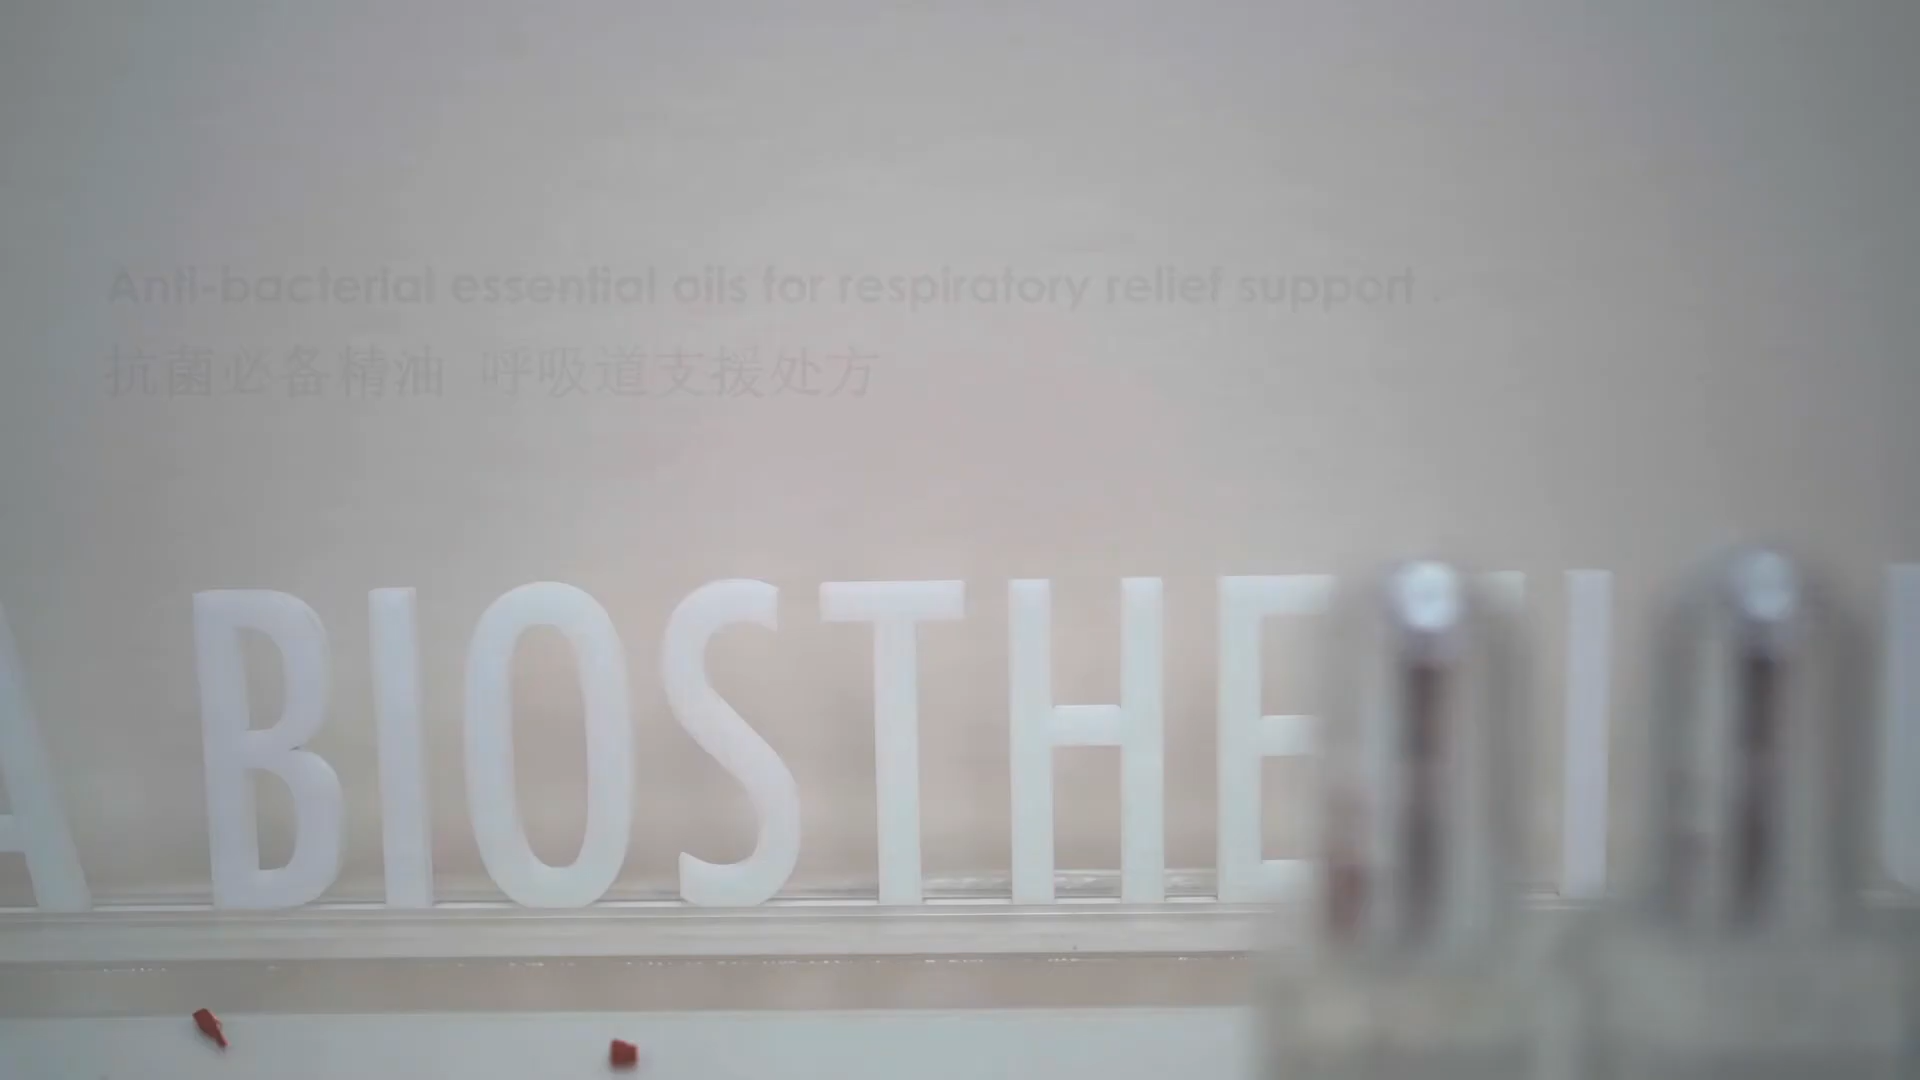 Anti-bacterial essential oils for respiratory relief support .
抗菌必备精油 呼吸道支援处方
A BIOSTHE